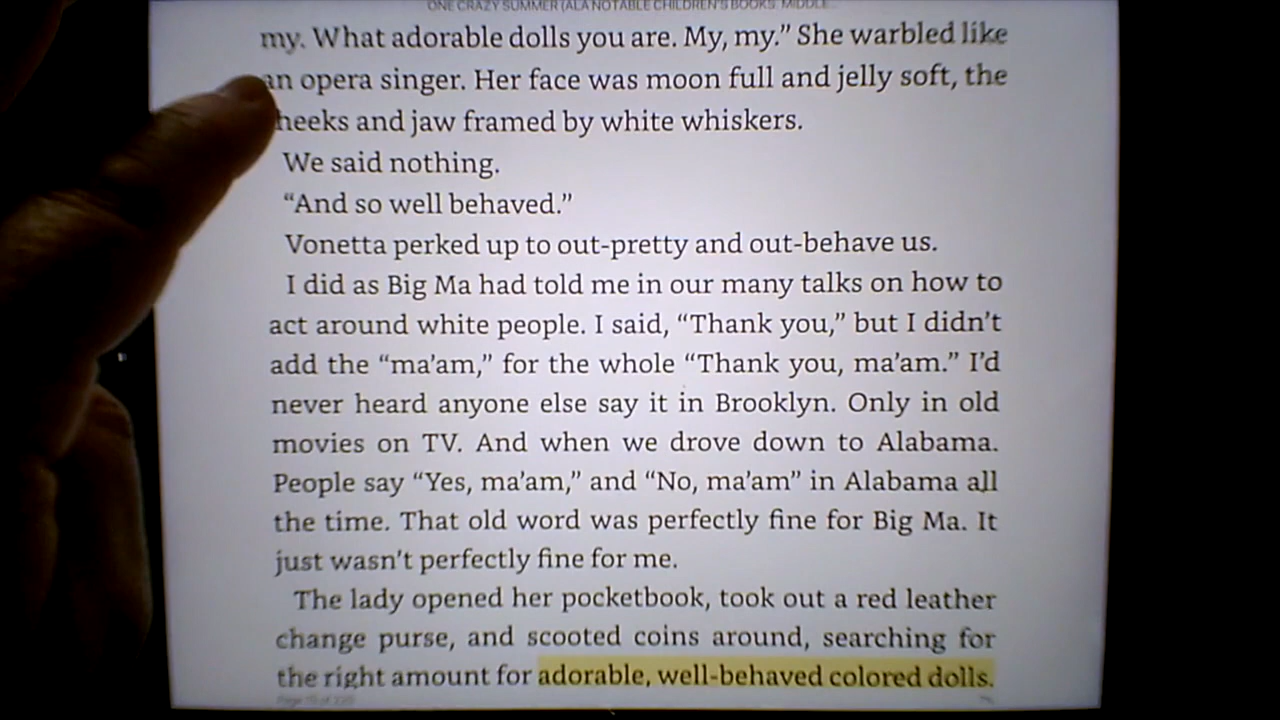 ONE CRAZY SUMMER (ALA NOTABLE CHILDREN'S BOOKS. MIDDLE...
my. What adorable dolls you are. My, my.” She warbled like
an opera singer. Her face was moon full and jelly soft, the
heeks and jaw framed by white whiskers.
We said nothing.
“And so well behaved.”
Vonetta perked up to out-pretty and out-behave us.
I did as Big Ma had told me in our many talks on how to
act around white people. I said, “Thank you,” but I didn’t
add the “ma’am,” for the whole “Thank you, ma’am.” I’d
never heard anyone else say it in Brooklyn. Only in old
movies on TV. And when we drove down to Alabama.
People say “Yes, ma’am,” and “No, ma’am” in Alabama all
the time. That old word was perfectly fine for Big Ma. It
just wasn’t perfectly fine for me.
The lady opened her pocketbook, took out a red leather
change purse, and scooted coins around, searching for
the right amount for adorable, well-behaved colored dolls.